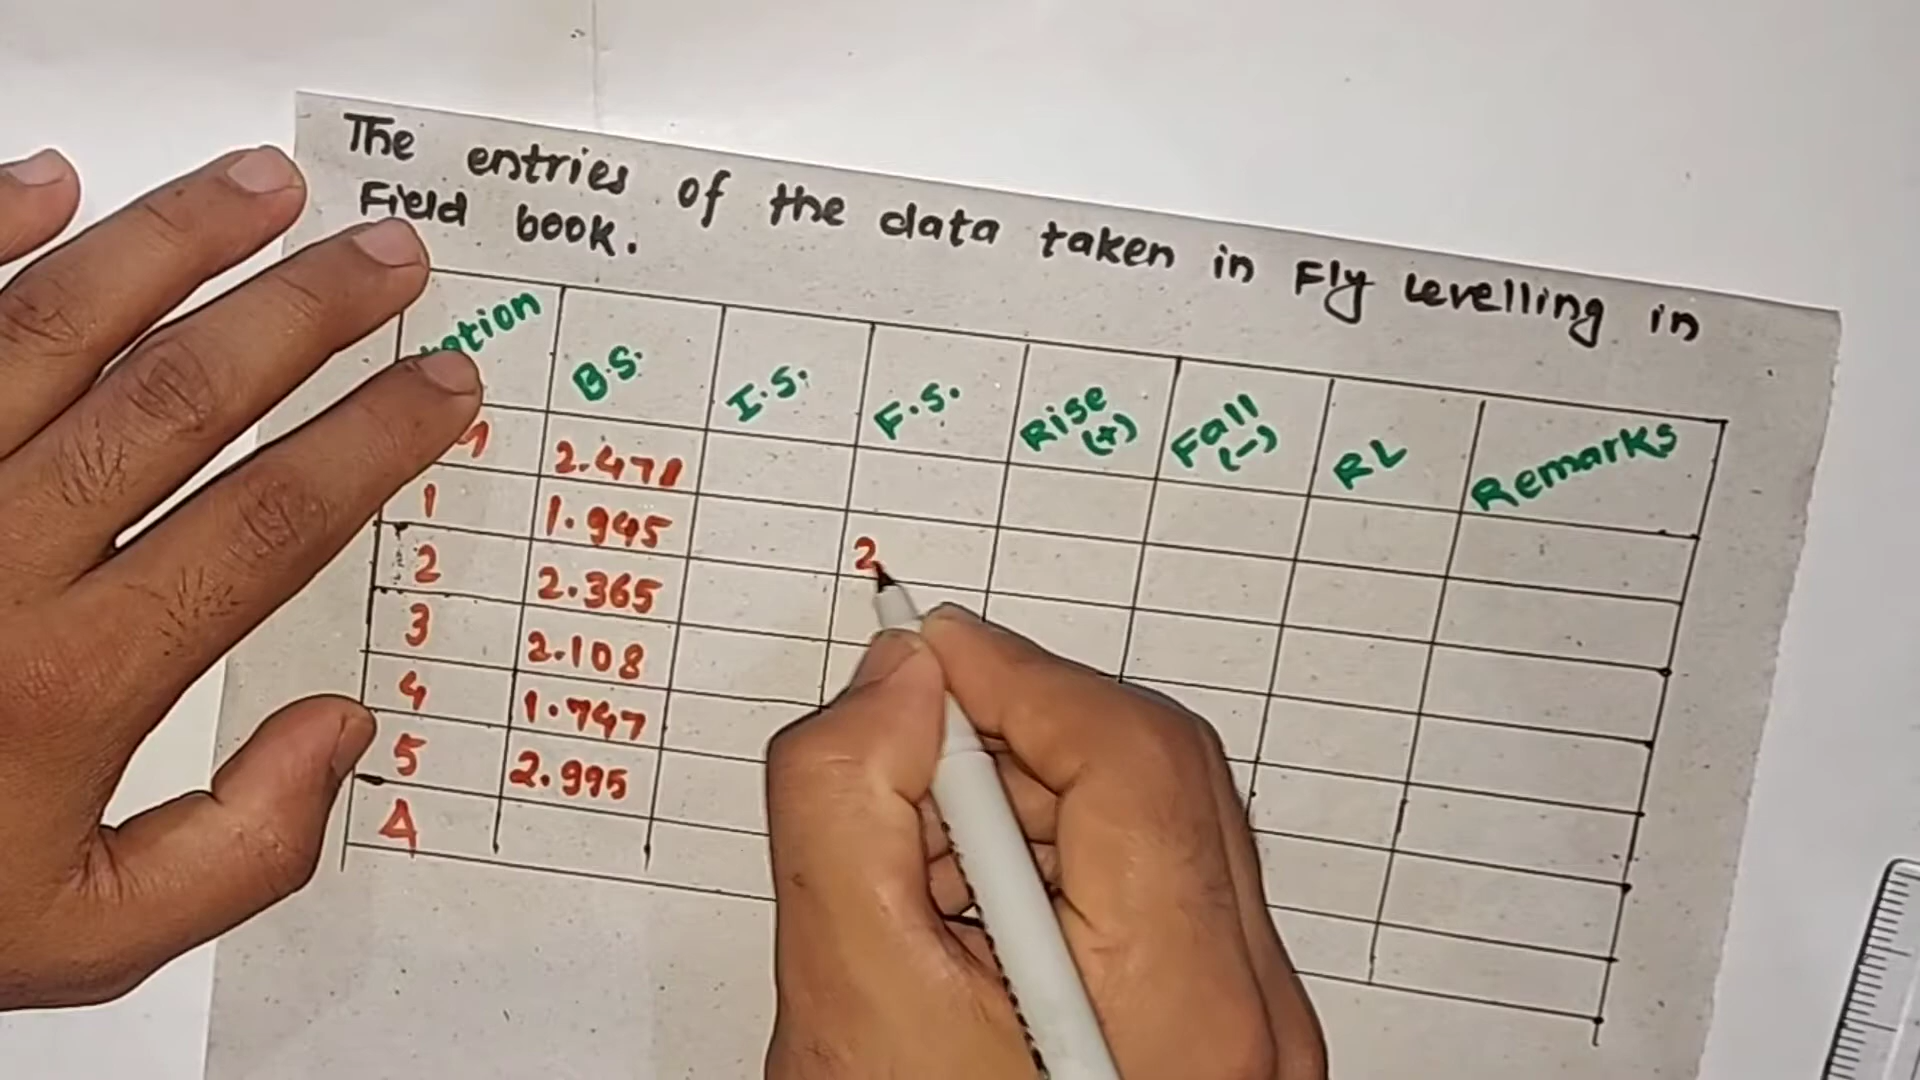 The entries of the data taken in Fly levelling in
Field book.
B.S. I.S. F.S. Rise (+) Fall (-) RL Remarks
2.471
1 1.945 2
2 2.365
3 2.108
4 1.747
5 2.995
A